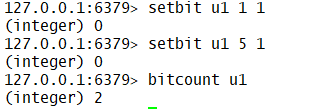 127.0.0.1:6379> setbit u1 1 1
(integer) 0
127.0.0.1:6379> setbit u1 5 1
(integer) 0
127.0.0.1:6379> bitcount u1
(integer) 2